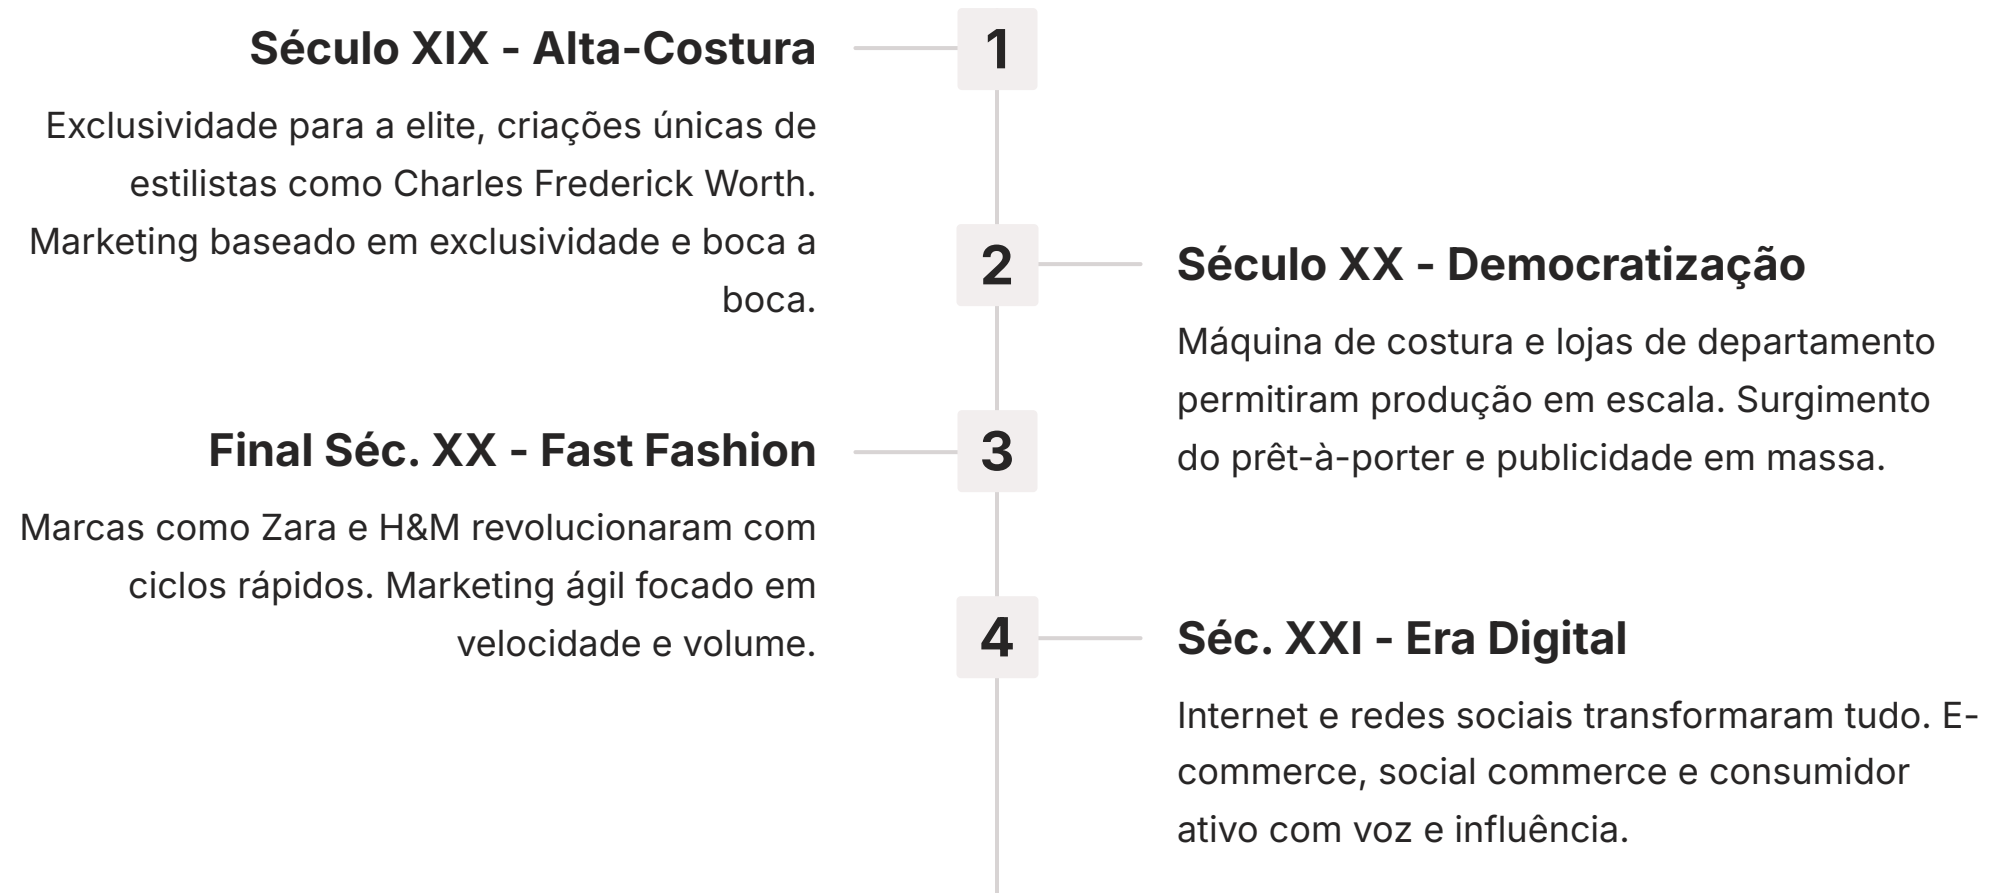 1
Século XIX - Alta-Costura
Exclusividade para a elite, criações únicas de
estilistas como Charles Frederick Worth.
Marketing baseado em exclusividade e boca a
boca.
2
Século XX - Democratização
Máquina de costura e lojas de departamento
permitiram produção em escala. Surgimento
do prêt-à-porter e publicidade em massa.
3
Final Séc. XX - Fast Fashion
Marcas como Zara e H&M revolucionaram com
ciclos rápidos. Marketing ágil focado em
velocidade e volume.
4
Séc. XXI - Era Digital
Internet e redes sociais transformaram tudo. E-
commerce, social commerce e consumidor
ativo com voz e influência.